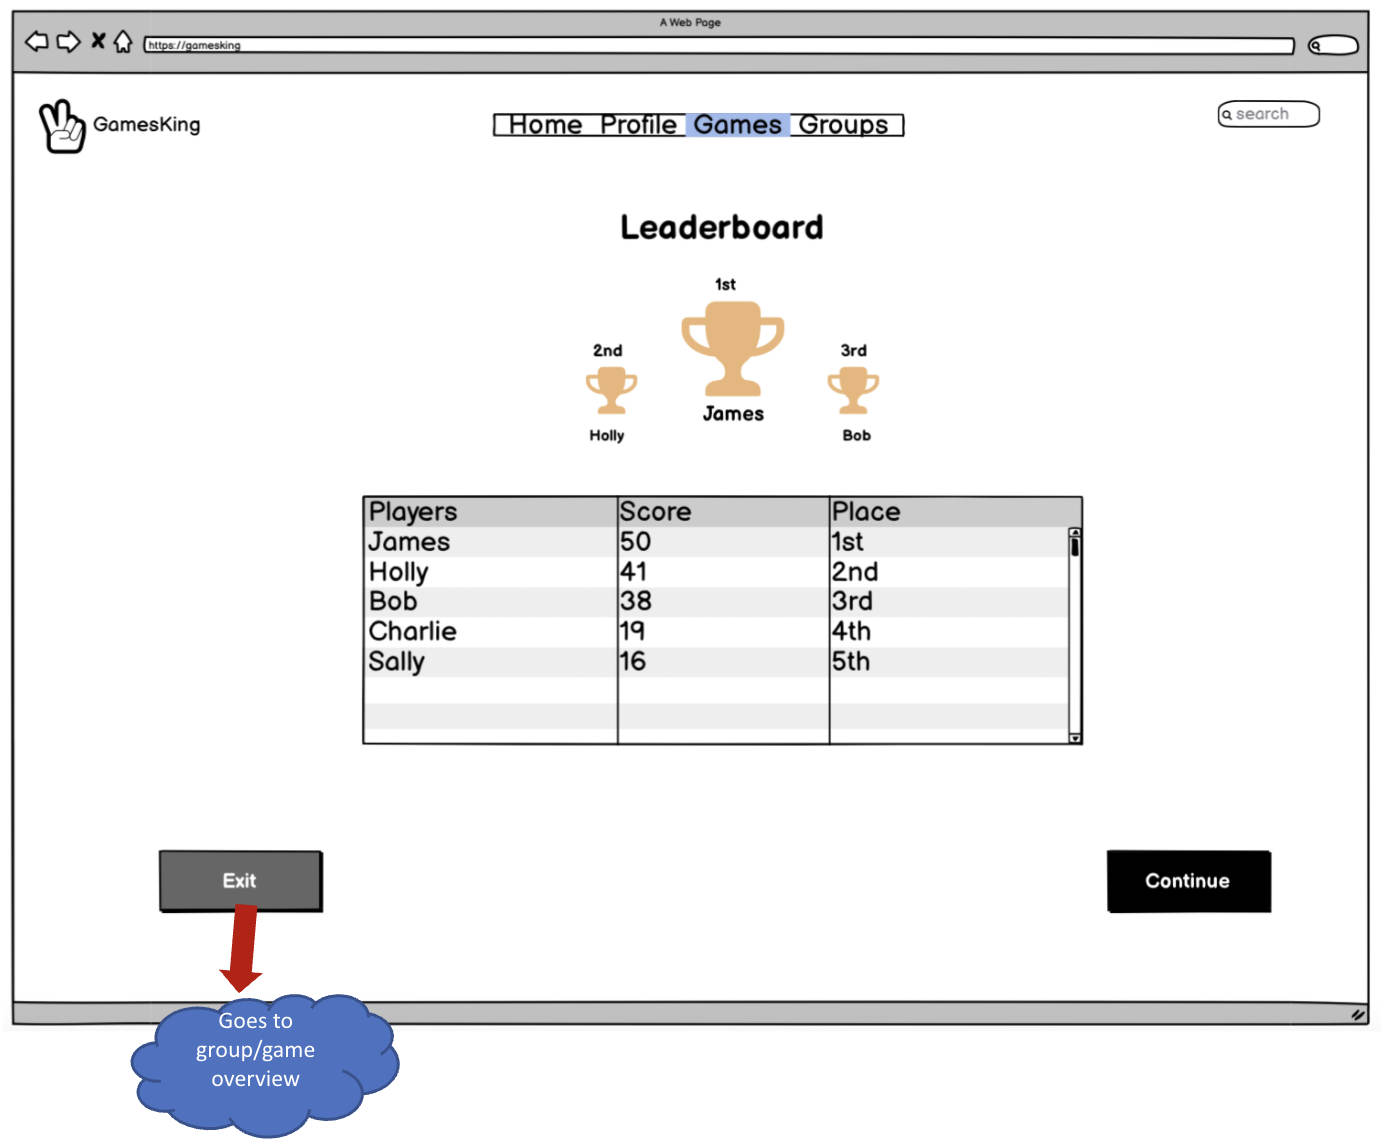 A Web Page
https://gamesking
GamesKing
Home Profile Games Groups
search
Leaderboard
1st
2nd
3rd
James
Holly
Bob
Players Score Place
James 50 1st
Holly 41 2nd
Bob 38 3rd
Charlie 19 4th
Sally 16 5th
Exit
Continue
Goes to
group/game
overview